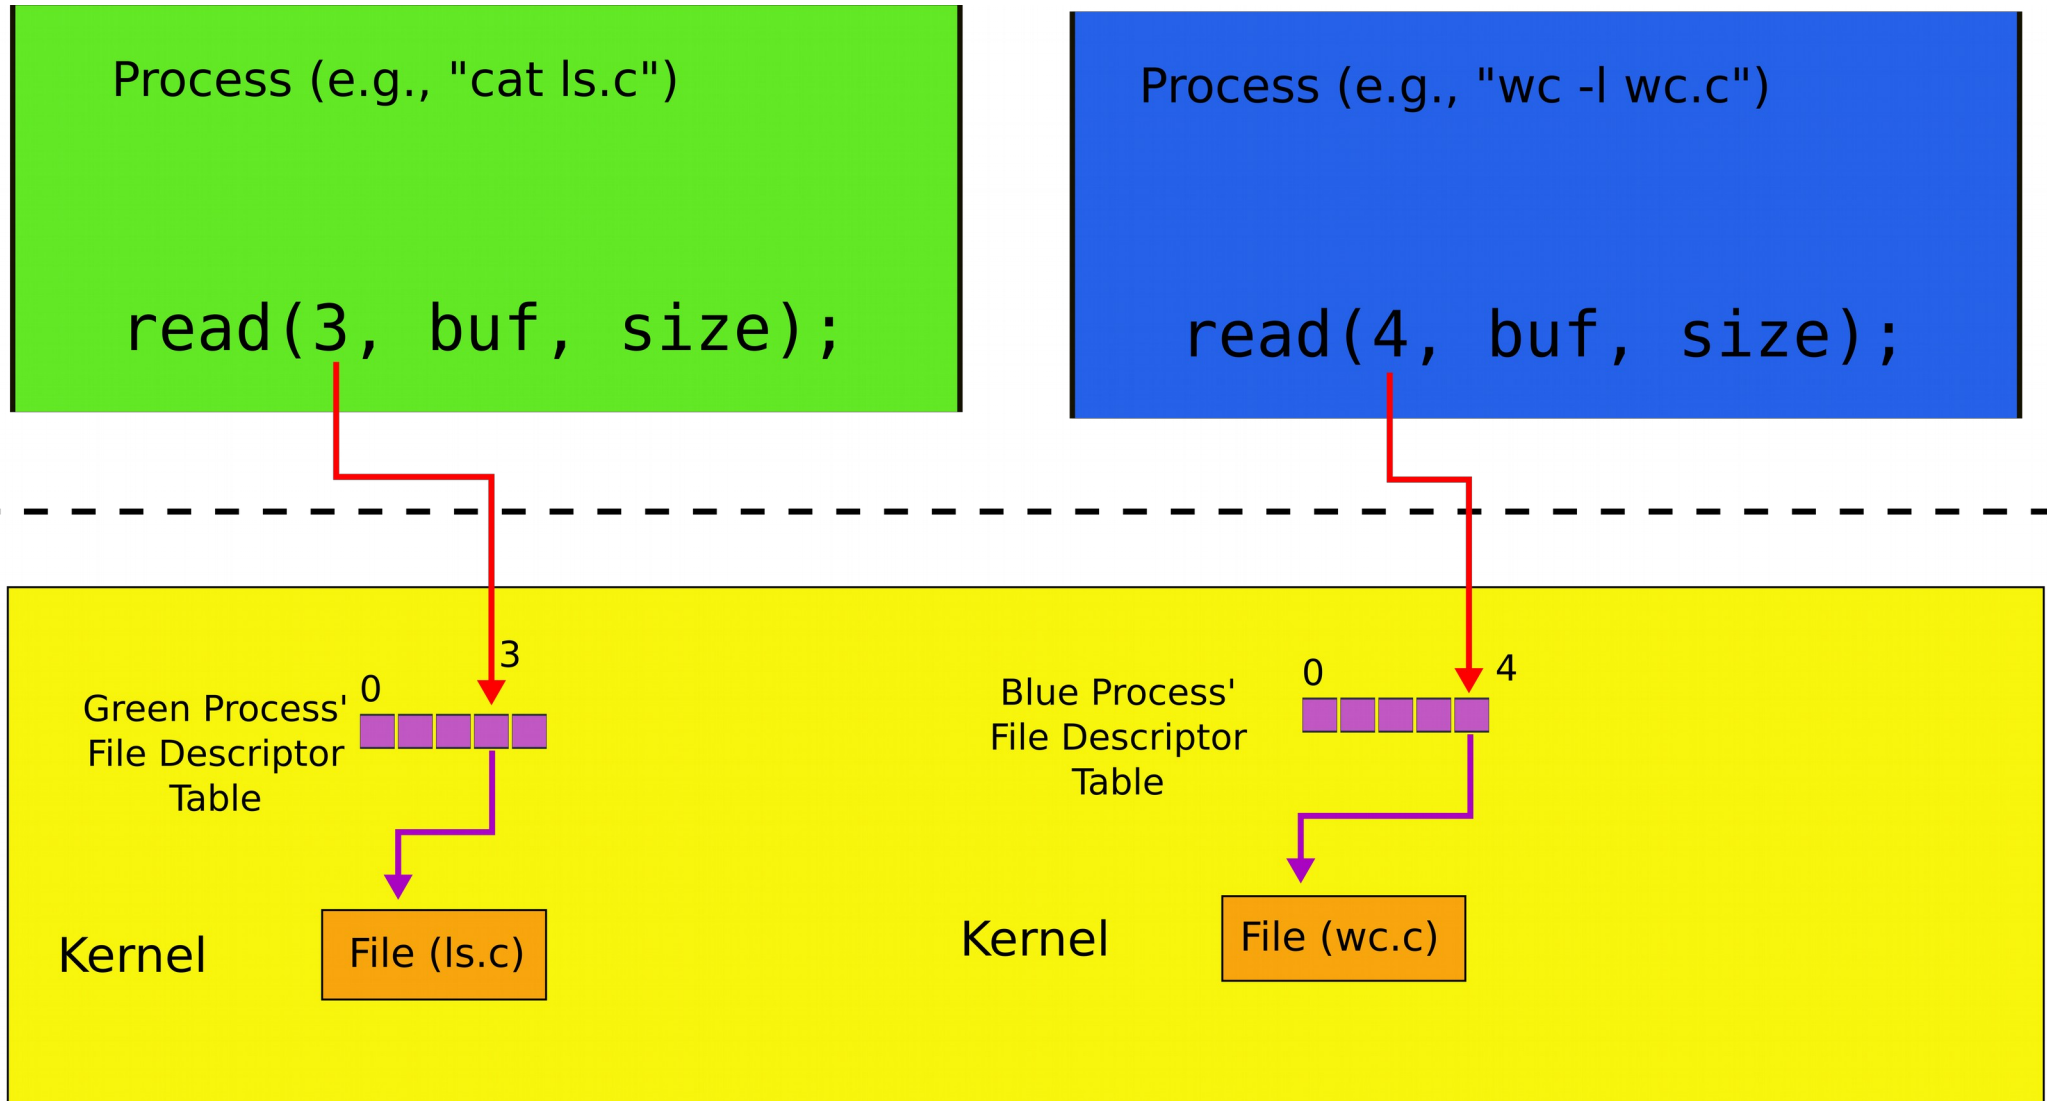 Process (e.g., "cat ls.c")
read(3, buf, size);
Process (e.g., "wc -l wc.c")
read(4, buf, size);
0
3
Green Process'
File Descriptor
Table
Kernel
File (ls.c)
0
4
Blue Process'
File Descriptor
Table
Kernel
File (wc.c)